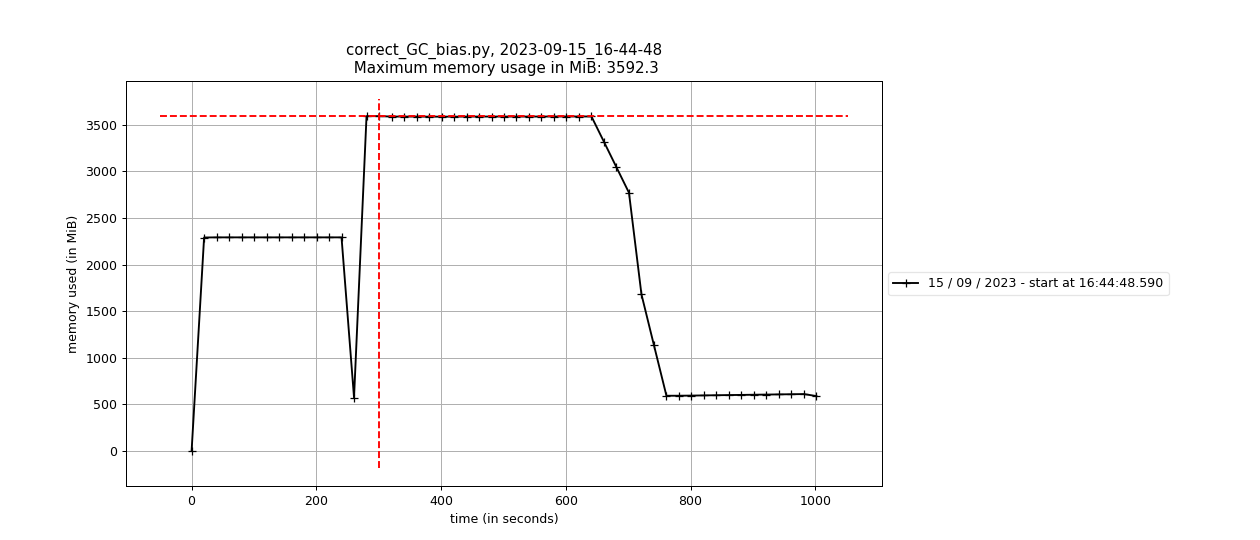 correct_GC_bias.py, 2023-09-15_16-44-48
Maximum memory usage in MiB: 3592.3
memory used (in MiB)
3500
3000
2500
2000
1500
1000
500
0
0 200 400 600 800 1000
time (in seconds)
15 / 09 / 2023 - start at 16:44:48.590